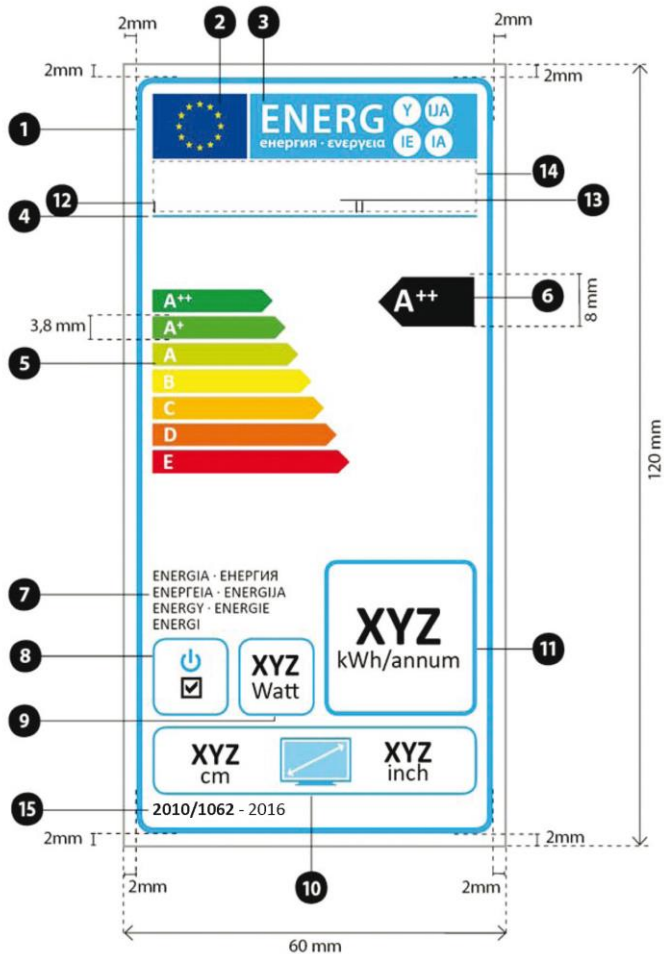 2mm
2
3
2mm
2mm
2mm
1
ENERG
Y
IJA
енергия · ενεργεια
IE
IA
14
12
13
4
A++
A++
6
8 mm
3,8 mm
A+
5
A
B
C
D
E
120 mm
ENERGIA · ЕНЕРГИЯ
7
ΕΝΕΡΓΕΙΑ · ENERGIJA
ENERGY · ENERGIE
ENERGI
XYZ
kWh/annum
11
8
XYZ
Watt
9
XYZ
cm
XYZ
inch
15
2010/1062 - 2016
2mm
2mm
2mm
10
2mm
60 mm